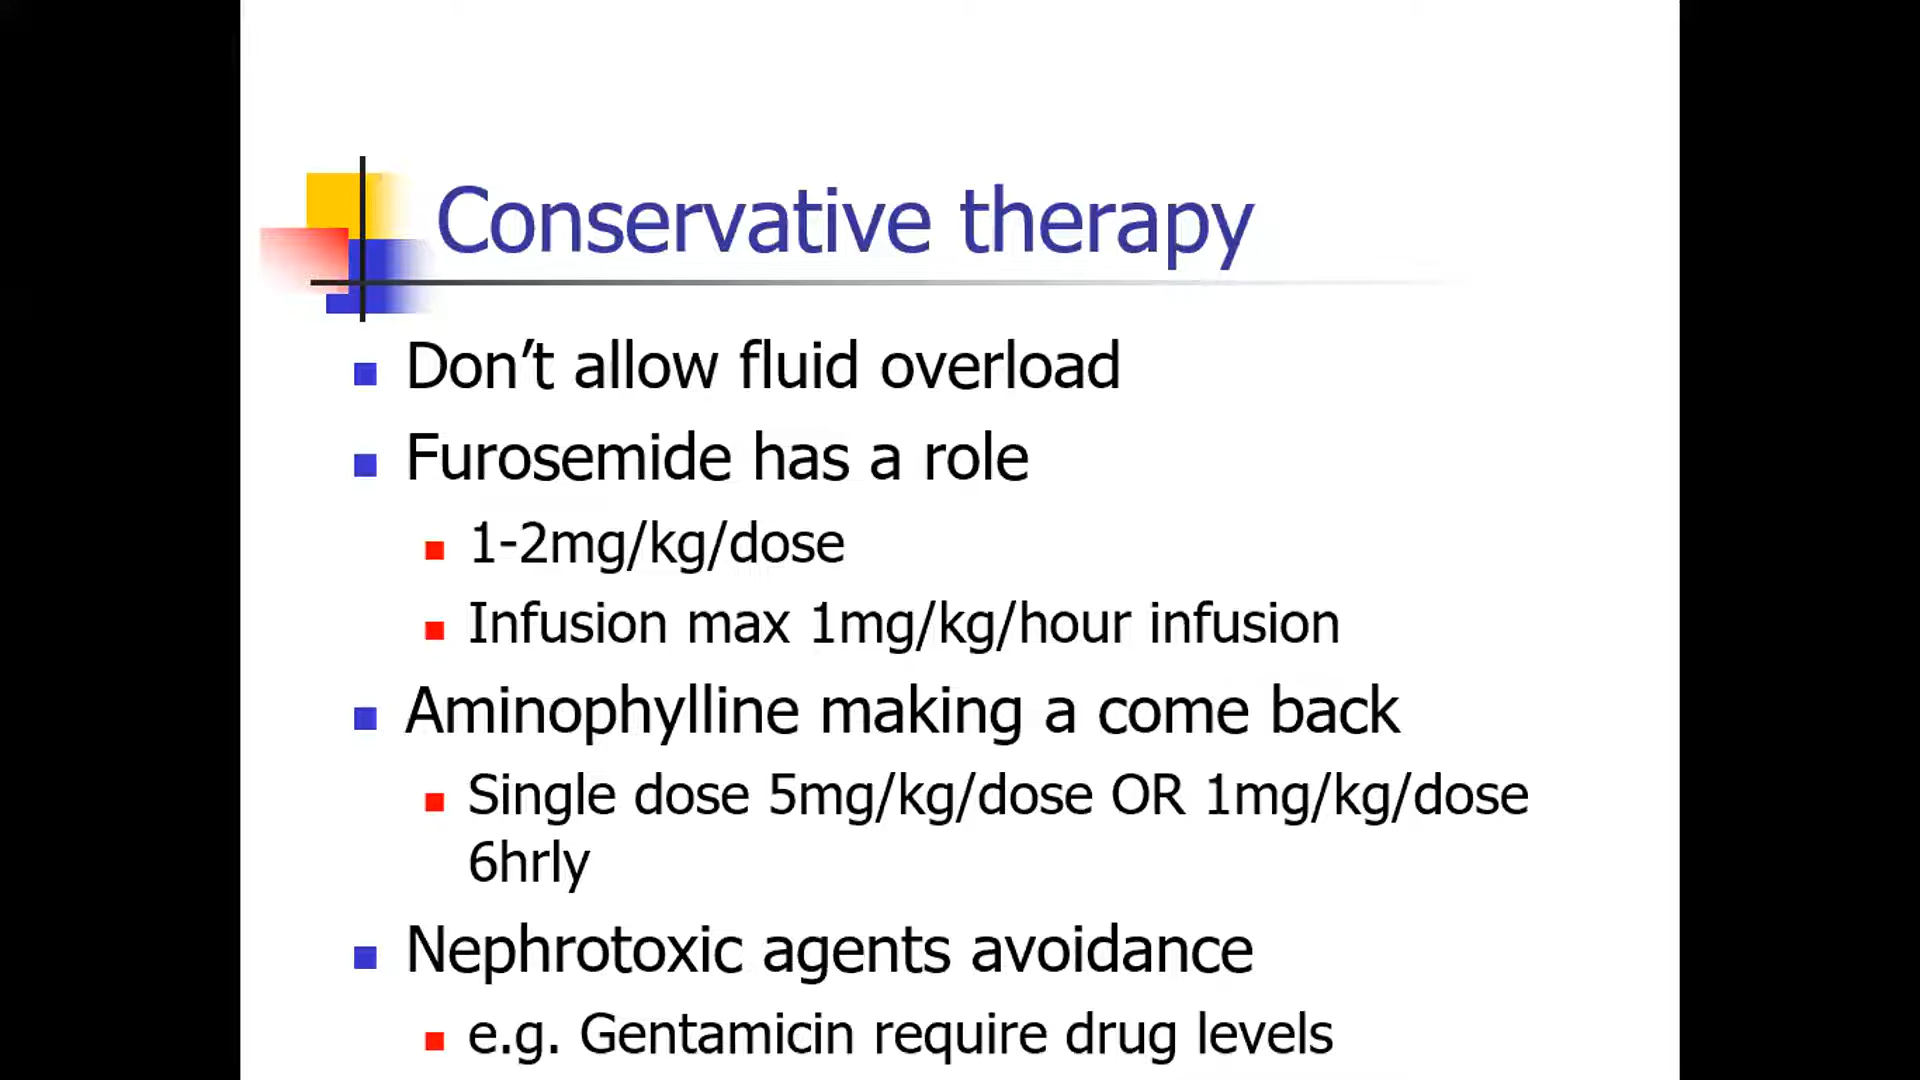 Conservative therapy
Don’t allow fluid overload
Furosemide has a role
1-2mg/kg/dose
Infusion max 1mg/kg/hour infusion
Aminophylline making a come back
Single dose 5mg/kg/dose OR 1mg/kg/dose
6hrly
Nephrotoxic agents avoidance
e.g. Gentamicin require drug levels